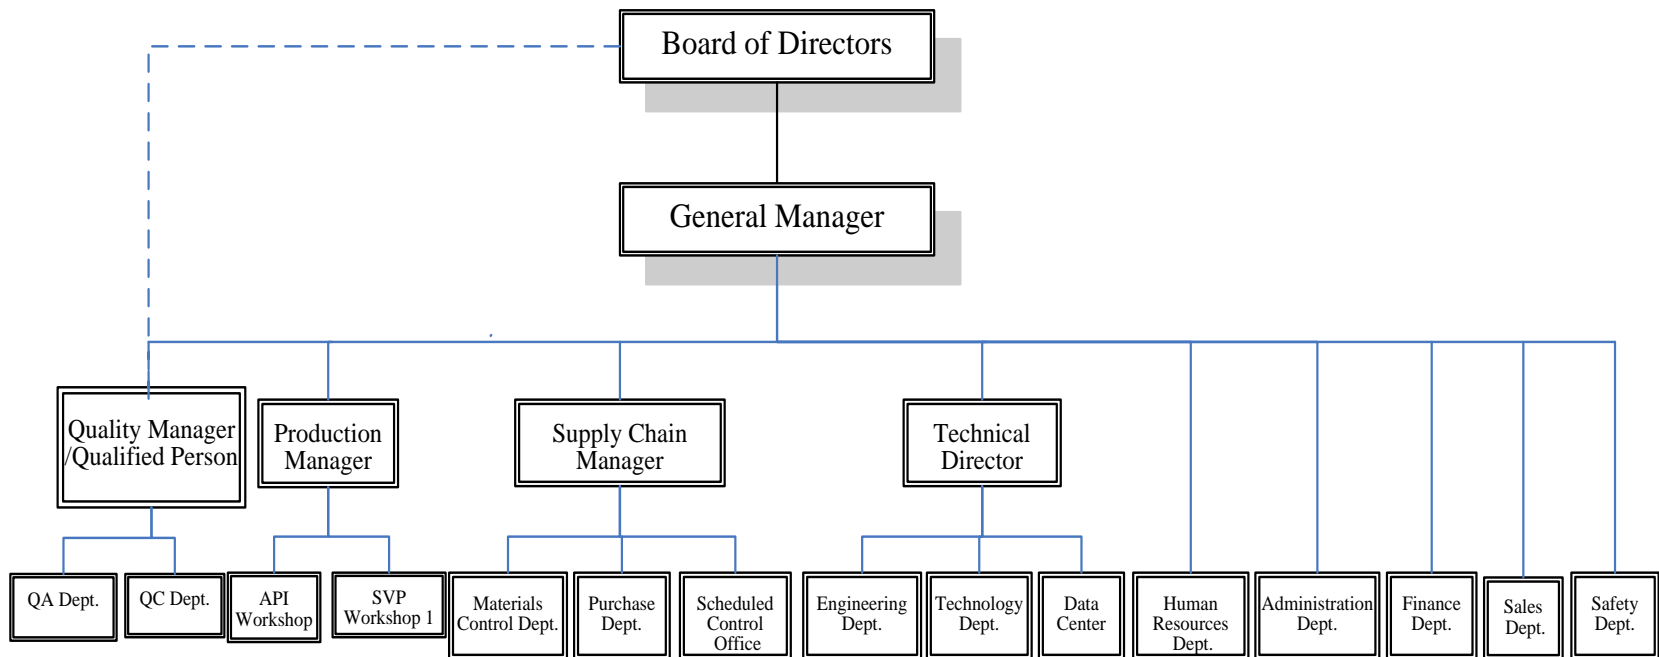 Board of Directors
General Manager
Quality Manager
/Qualified Person
Production
Manager
Supply Chain
Manager
Technical
Director
QA Dept.
QC Dept.
API
Workshop
SVP
Workshop 1
Materials
Control Dept.
Purchase
Dept.
Scheduled
Control
Office
Engineering
Dept.
Technology
Dept.
Data
Center
Human
Resources
Dept.
Administration
Dept.
Finance
Dept.
Sales
Dept.
Safety
Dept.